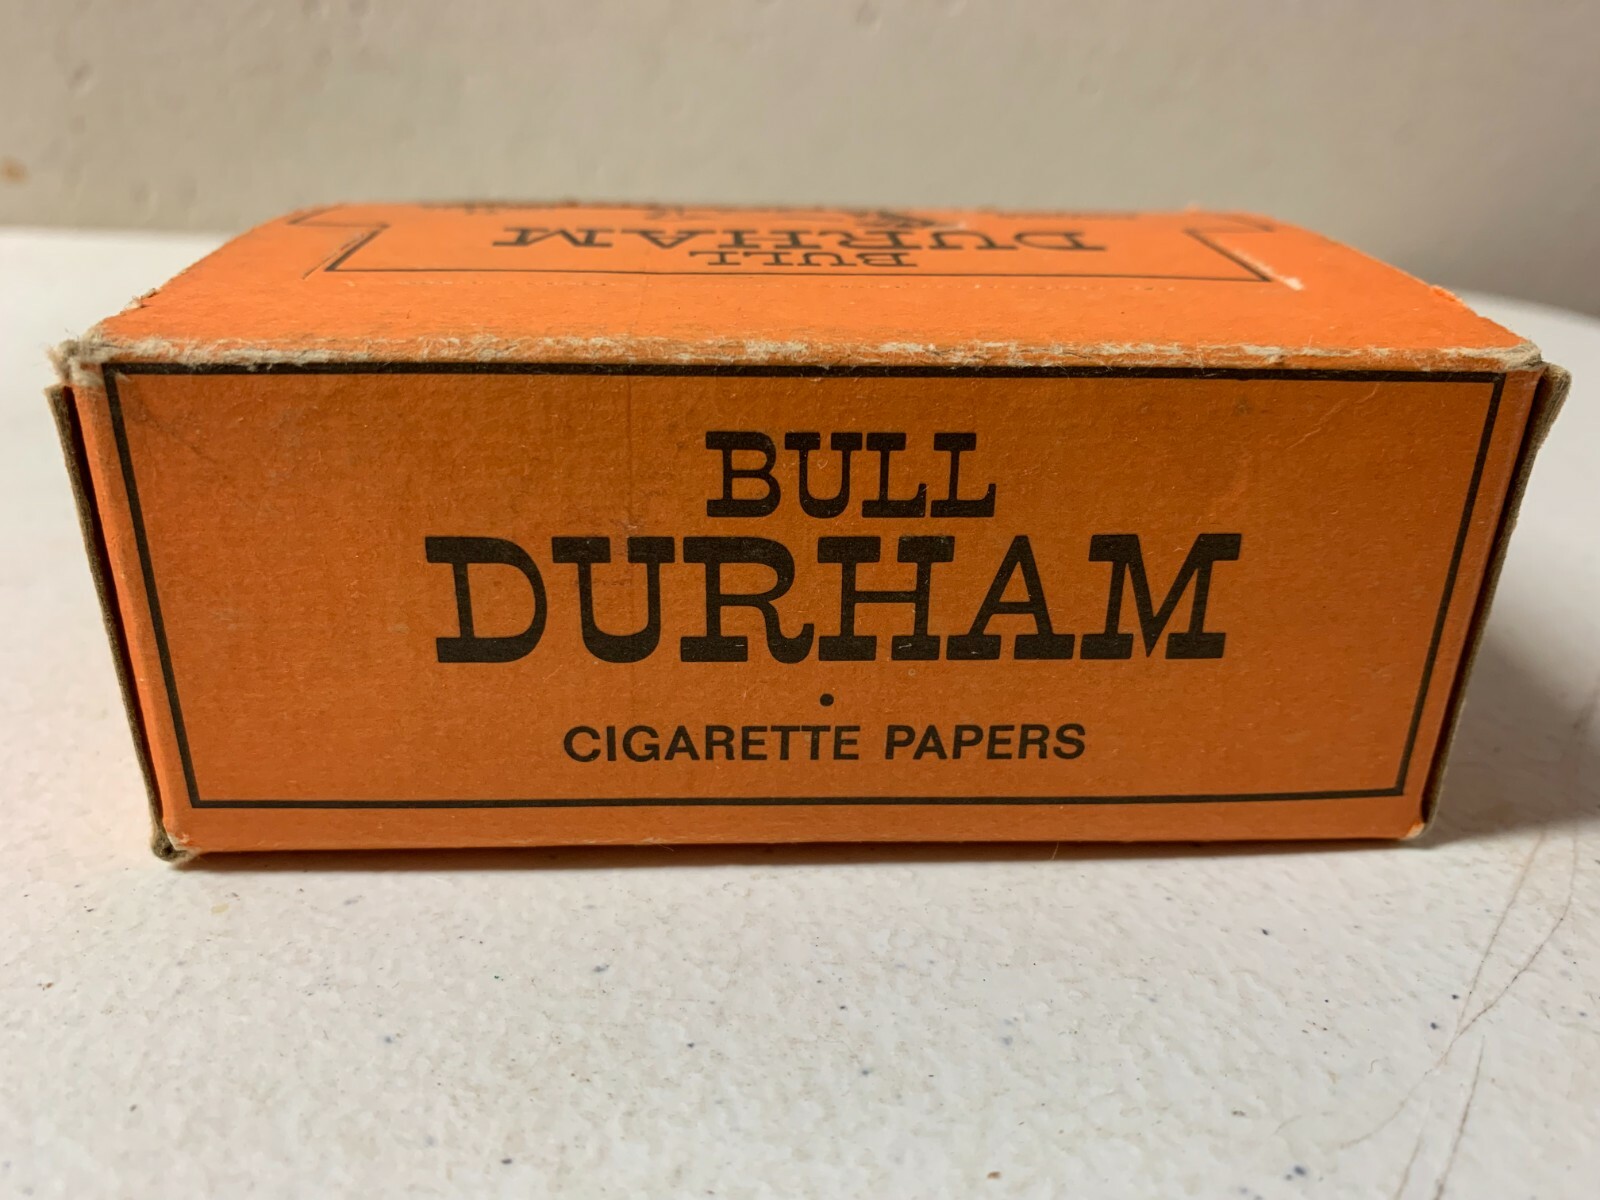 BULL
DURHAM
BULL
DURHAM
•
CIGARETTE PAPERS